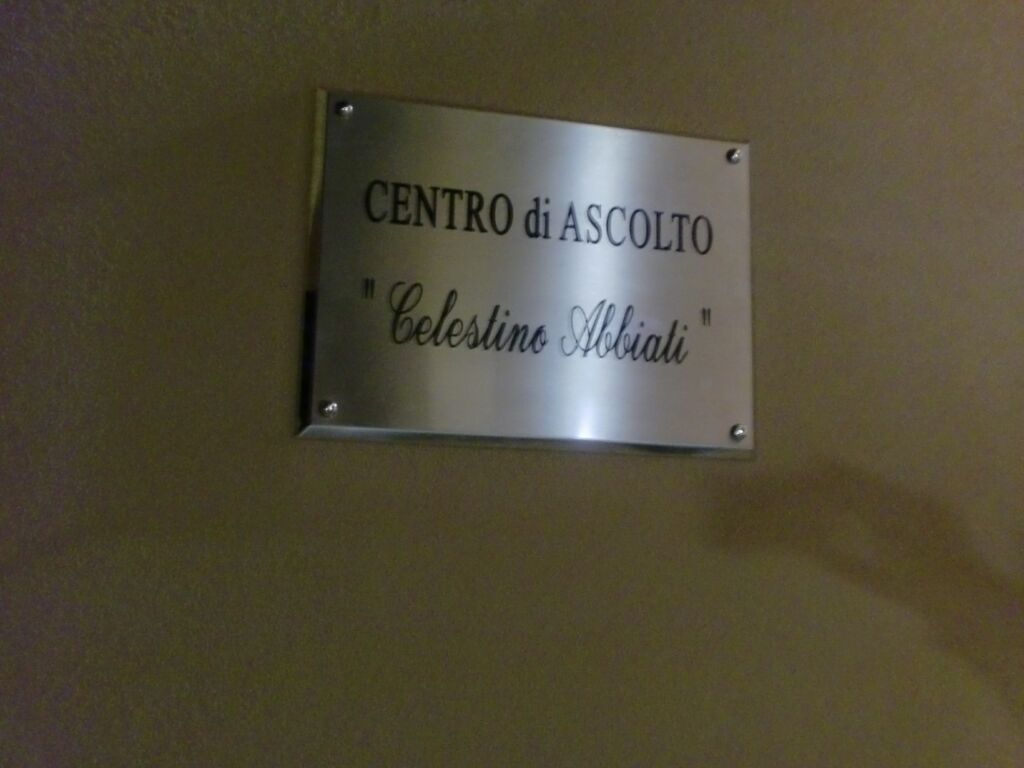 CENTRO di ASCOLTO
" Celestino Abbiati "